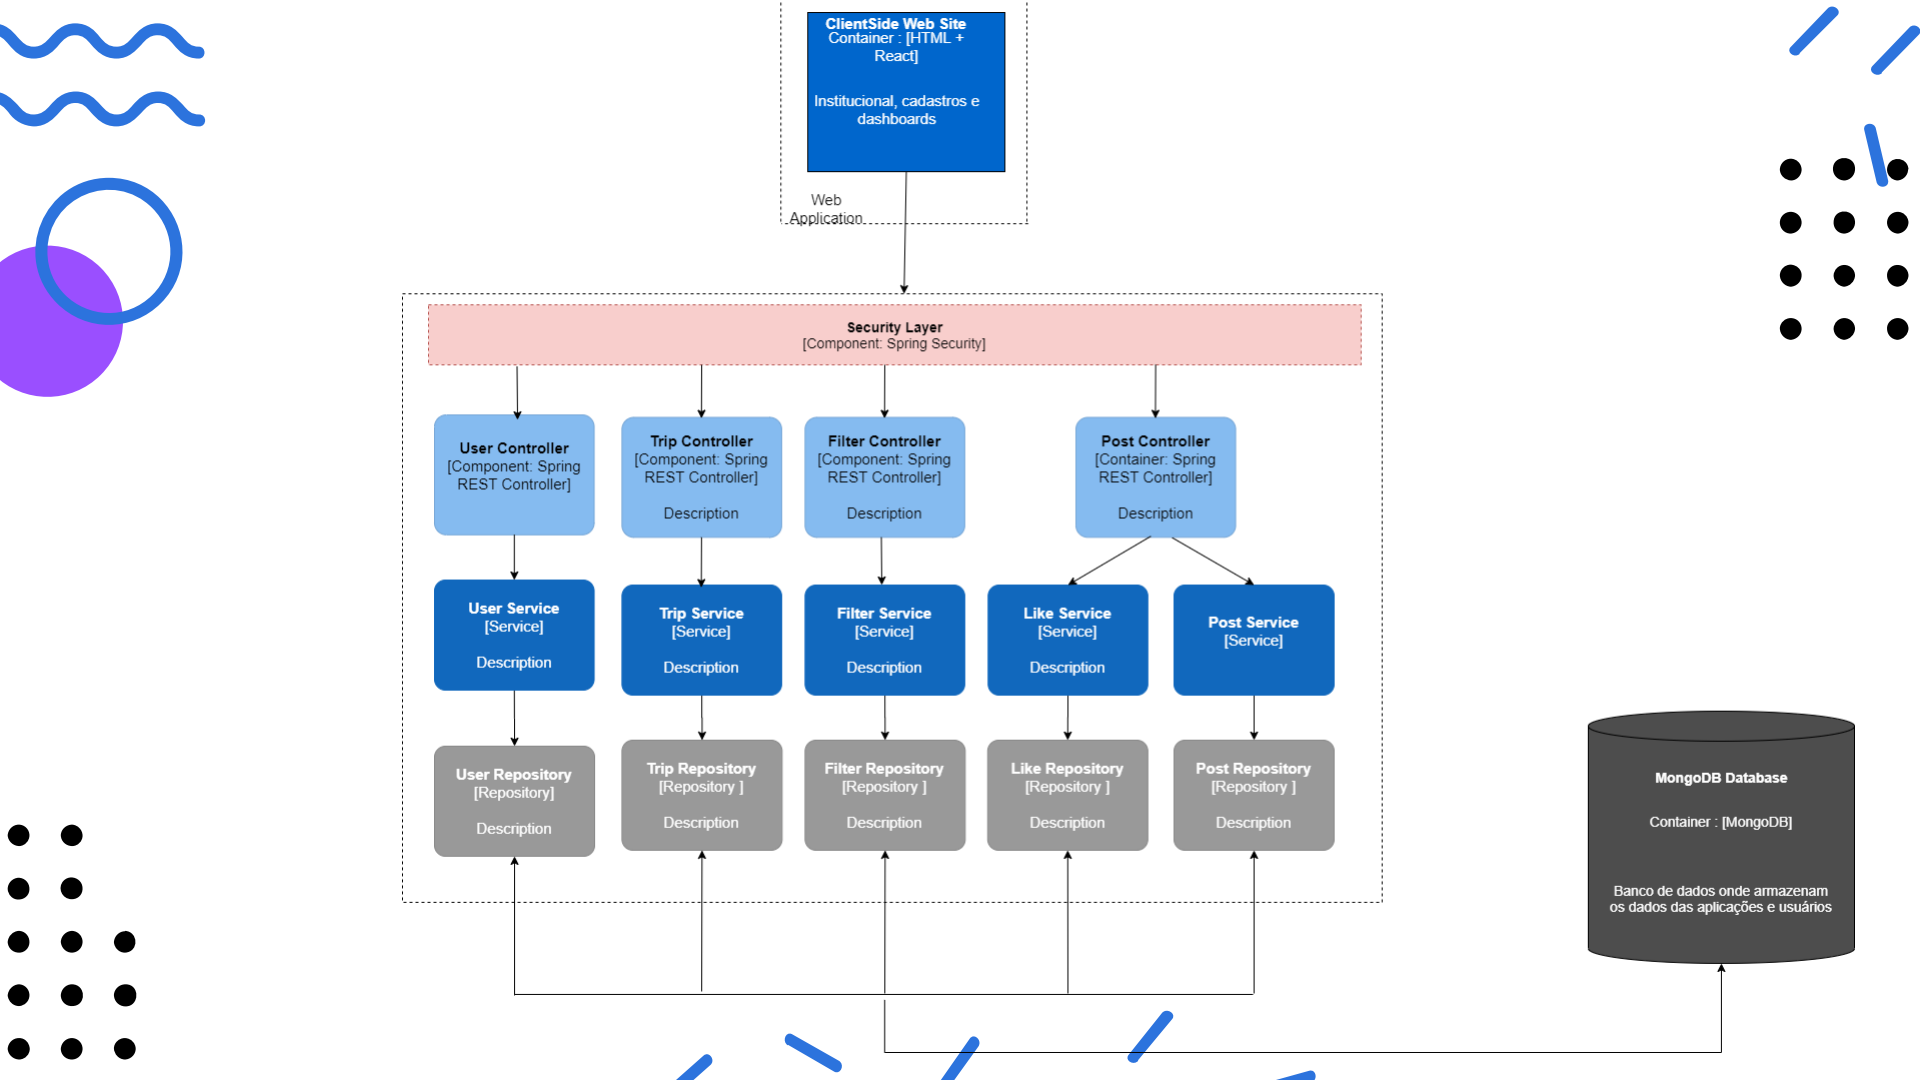 ClientSide Web Site
Container : [HTML +
React]
Institucional, cadastros e
dashboards
Web
Application
Security Layer
[Component: Spring Security]
User Controller
[Component: Spring
REST Controller]
Trip Controller
[Component: Spring
REST Controller]
Description
Filter Controller
[Component: Spring
REST Controller]
Description
Post Controller
[Container: Spring
REST Controller]
Description
User Service
[Service]
Description
Trip Service
[Service]
Description
Filter Service
[Service]
Description
Like Service
[Service]
Description
Post Service
[Service]
User Repository
[Repository]
Description
Trip Repository
[Repository ]
Description
Filter Repository
[Repository ]
Description
Like Repository
[Repository ]
Description
Post Repository
[Repository ]
Description
MongoDB Database
Container : [MongoDB]
Banco de dados onde armazenam
os dados das aplicações e usuários